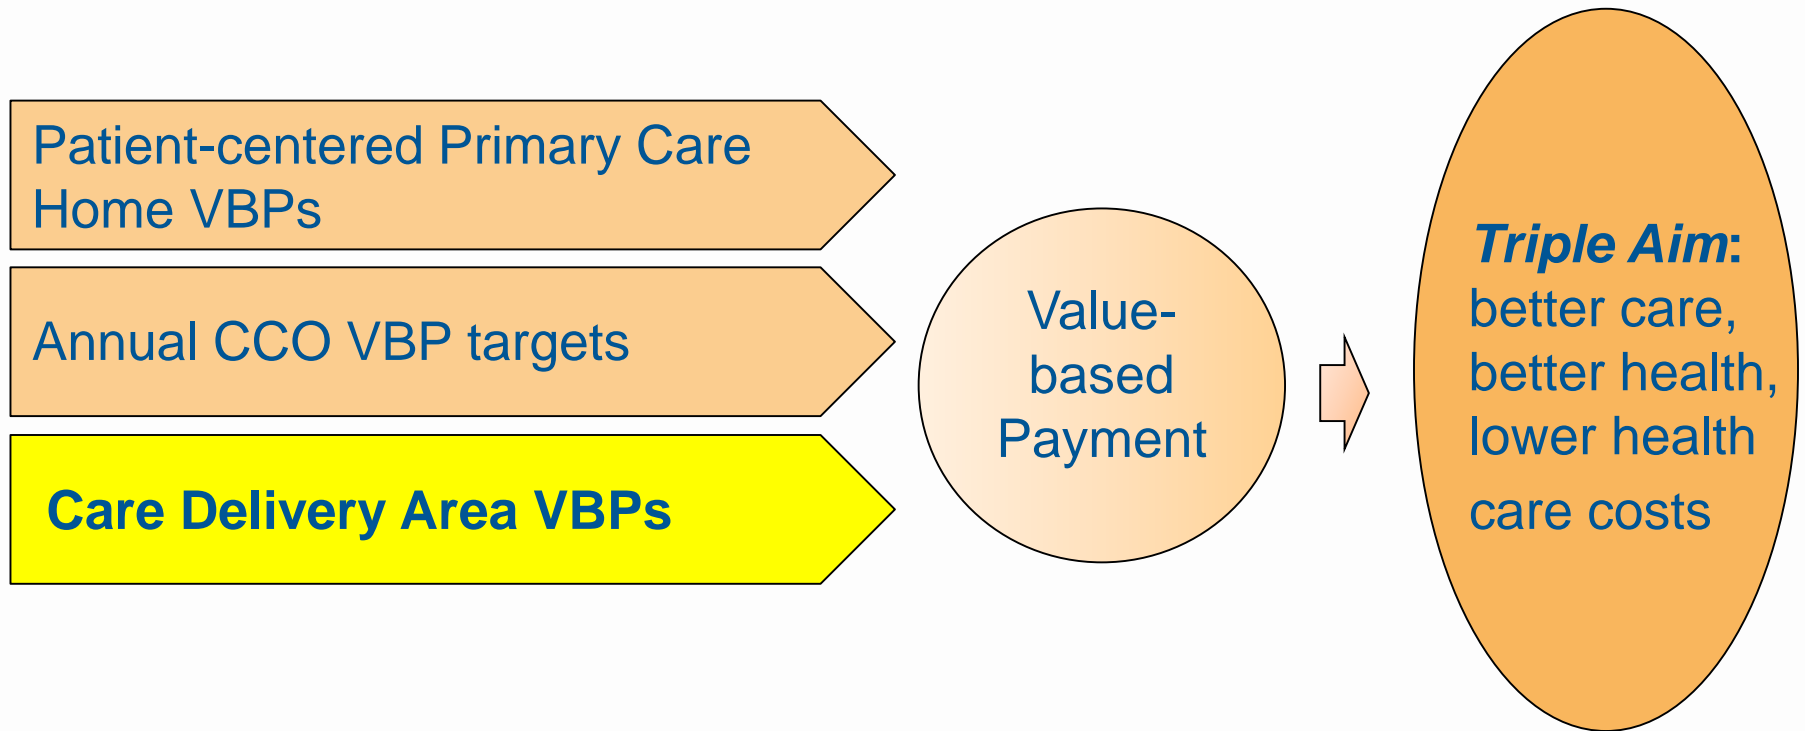 Patient-centered Primary Care
Home VBPs
Annual CCO VBP targets
Care Delivery Area VBPs
Value-
based
Payment
Triple Aim:
better care,
better health,
lower health
care costs